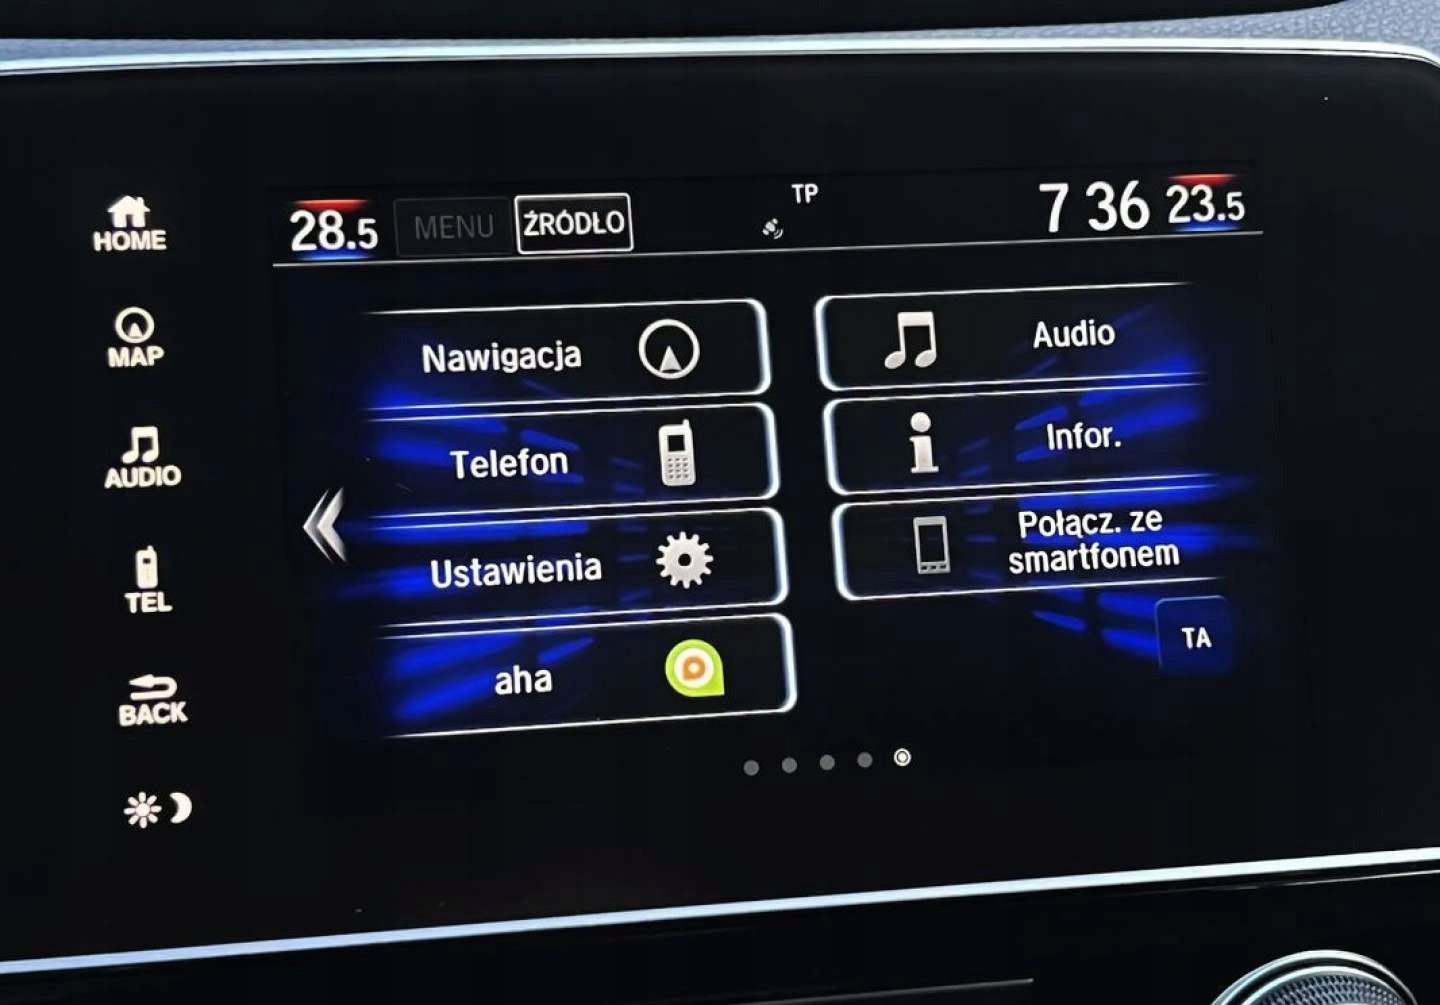 HOME
MAP
AUDIO
TEL
BACK
28.5 MENU ŹRÓDŁO TP 7 36 23.5
Nawigacja Audio
Telefon Infor.
Ustawienia Połącz. ze
smartfonem
aha TA